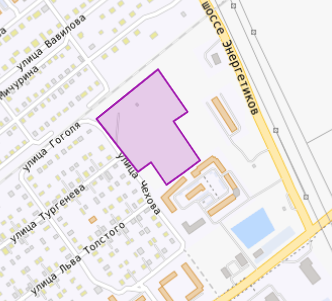 улица Вавилова
Мичурина
шоссе Энергетиков
улица Гоголя
улица Чехова
улица Тургенева
улица Льва Толстого